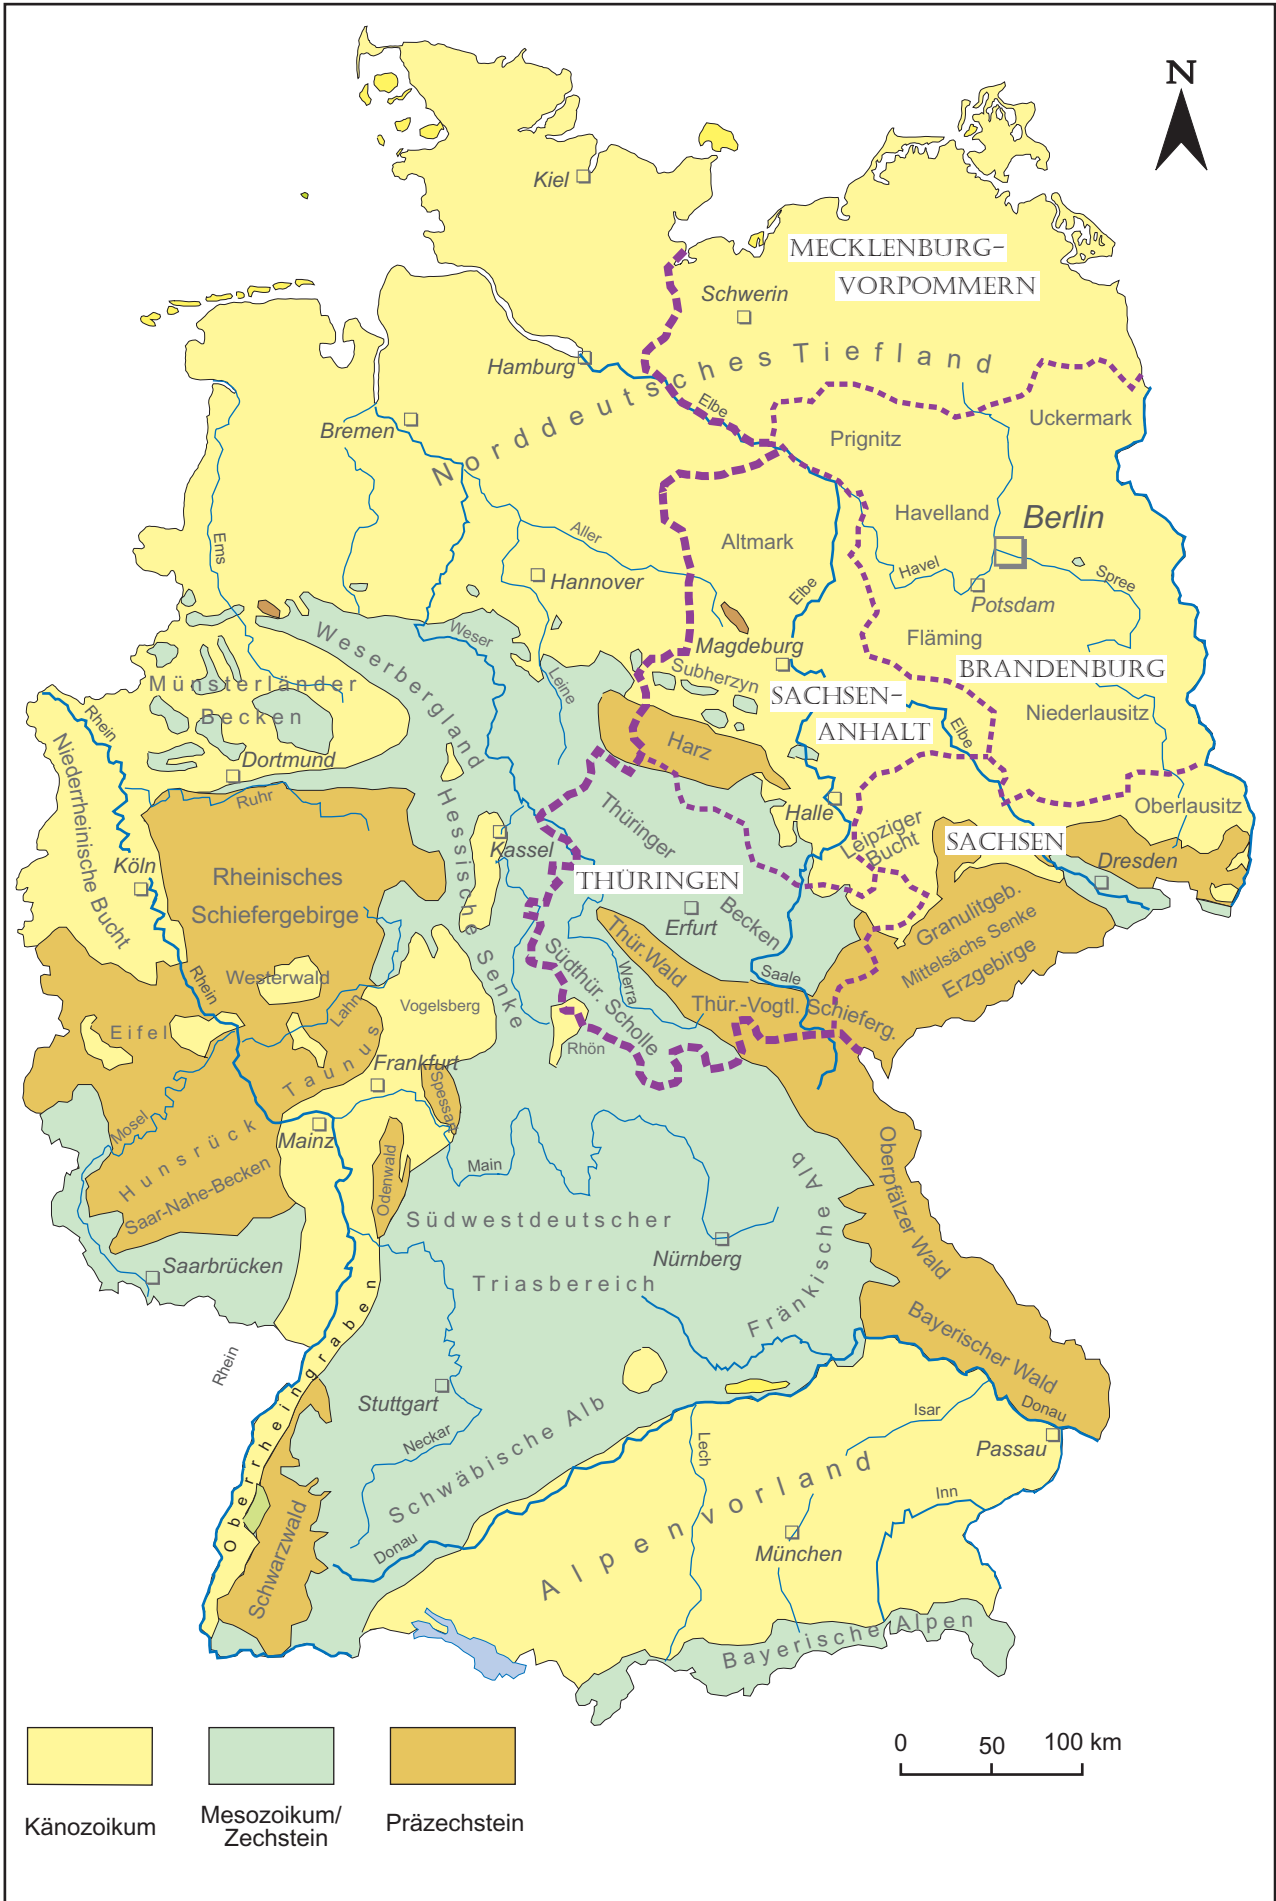 N
Kiel
MECKLENBURG-
VORPOMMERN
Schwerin
Hamburg
Norddeutsches Tiefland
Elbe
Uckermark
Bremen
Prignitz
Havelland
Berlin
Aller
Altmark
Ems
Hannover
Havel
Spree
Elbe
Potsdam
Weser
Fläming
Magdeburg
Weserbergland
Subherzyn
BRANDENBURG
Leine
SACHSEN-
ANHALT
Münsterländer
Becken
Niederlausitz
Rhein
Elbe
Harz
Dortmund
Niederrheinische Bucht
Ruhr
Oberlausitz
Halle
Thüringer
Becken
Leipziger
Bucht
SACHSEN
Hessische Senke
Kassel
Dresden
Köln
Rheinisches
Schiefergebirge
THÜRINGEN
Erfurt
Granulitgeb.
Mittelsächs Senke
Erzgebirge
Thür.Wald
Südthür. Scholle
Werra
Saale
Westerwald
Rhein
Lahn
Vogelsberg
Thür.-Vogtl. Schieferg.
Eifel
Rhön
Taunus
Frankfurt
Spessart
Mosel
Mainz
Hunsrück
Main
Odenwald
Saar-Nahe-Becken
Oberpfälzer Wald
Fränkische Alb
Südwestdeutscher
Triasbereich
Nürnberg
Saarbrücken
Bayerischer Wald
Rhein
Oberrheingraben
Stuttgart
Neckar
Schwäbische Alb
Donau
Isar
Donau
Passau
Lech
Alpenvorland
Inn
Schwarzwald
München
Bayerische Alpen
0
50
100 km
Känozoikum
Mesozoikum/
Zechstein
Präzechstein